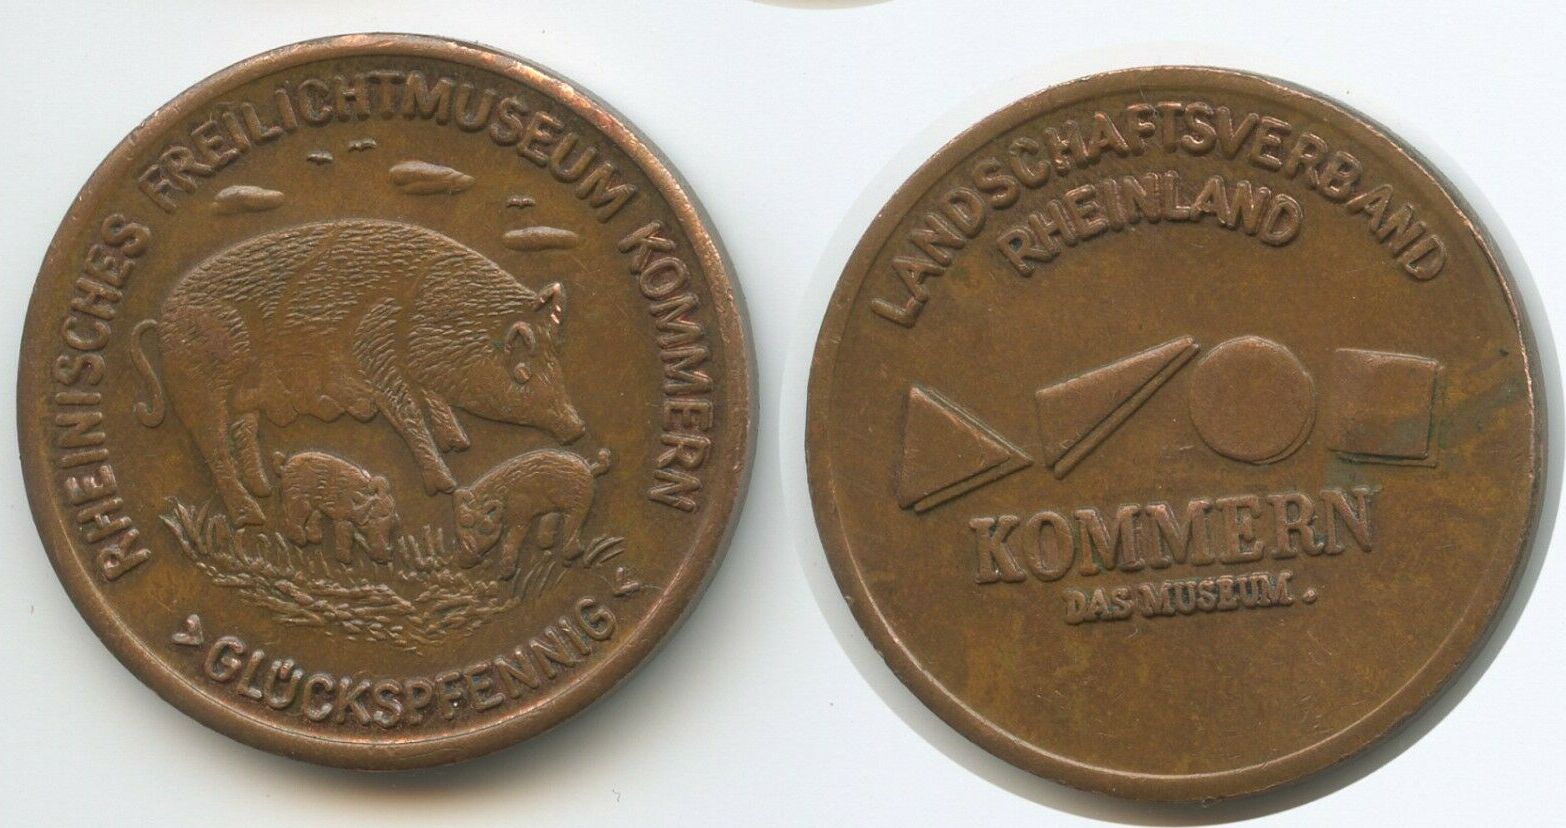 RHEINISCHES FREILICHTMUSEUM KOMMERN
GLÜCKSPFENNIG
LANDSCHAFTSVERBAND
RHEINLAND
KOMMERN
DAS MUSEUM.